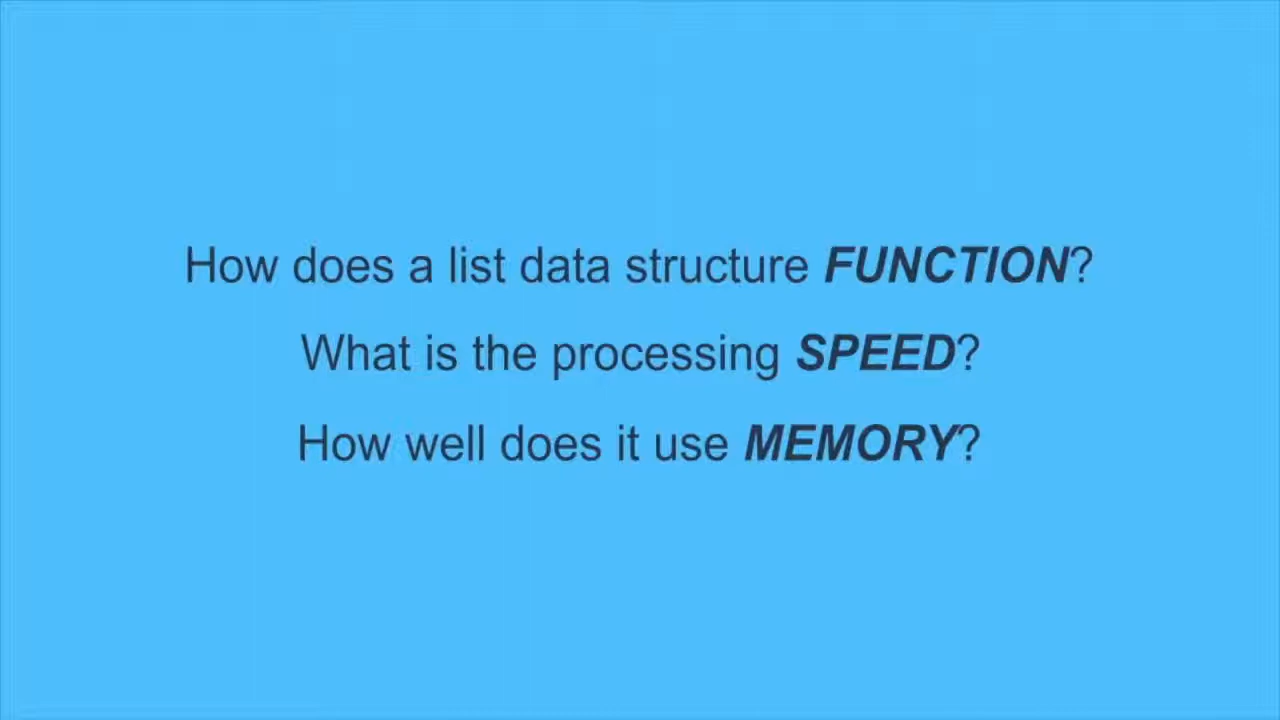 How does a list data structure FUNCTION?
What is the processing SPEED?
How well does it use MEMORY?